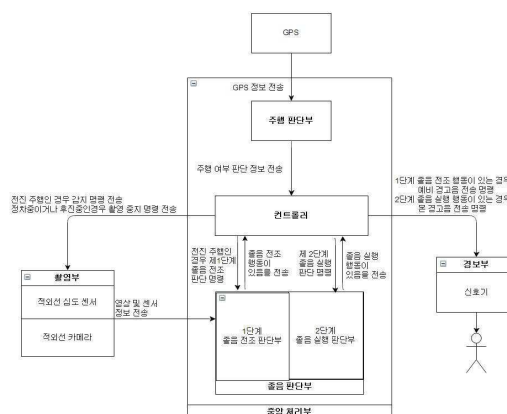 GPS
GPS 정보 전송
주행 판단부
주행 여부 판단 정보 전송
1단계 졸음 전조 행동이 있는 경우
예비 경고음 전송 명령
2단계 졸음 실행 행동이 있는 경우
본 경고음 전송 명령
전진 주행인 경우 감지 명령 전송
정차중이거나 후진중인경우 촬영 중지 명령 전송
컨트롤러
전진 주행인
경우 제1단계
졸음 전조
판단 명령
졸음 전조
행동이
있음을 전송
제 2단계
졸음 실행
판단 명령
졸음 실행
행동이
있음을 전송
촬영부
적외선 심도 센서
적외선 카메라
영상 및 센서
정보 전송
경보부
신호기
1단계
졸음 전조 판단부
2단계
졸음 실행 판단부
졸음 판단부
중앙 처리부